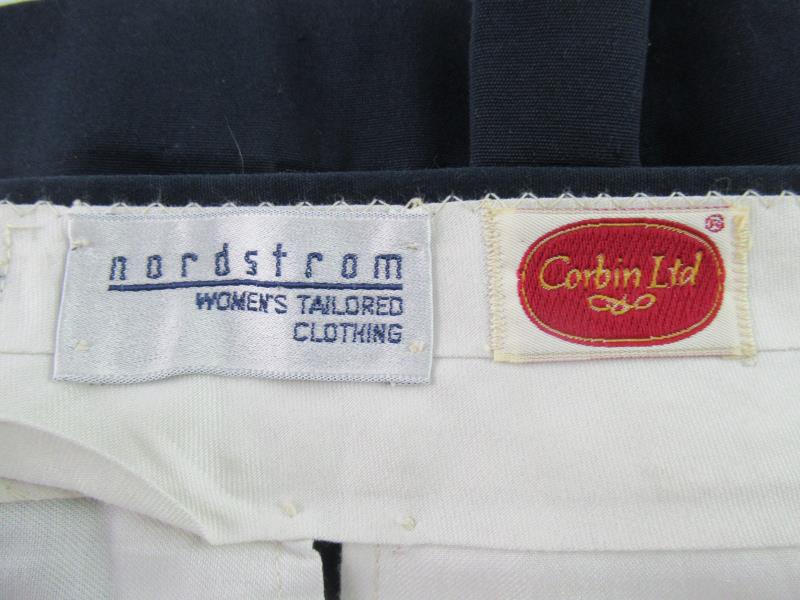 nordstrom
WOMEN'S TAILORED
CLOTHING
Corbin Ltd
®